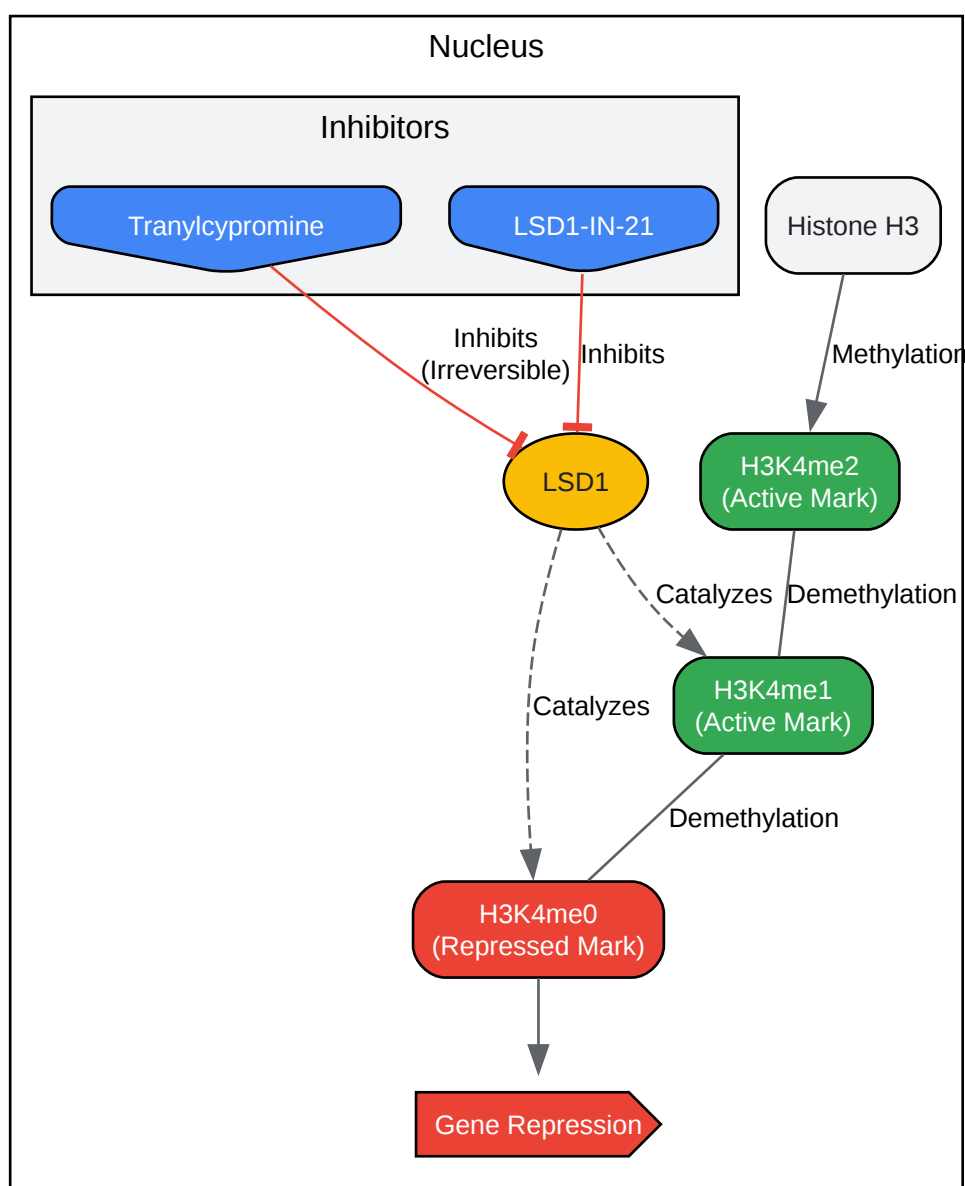 Nucleus
Inhibitors
Tranylcypromine
LSD1-IN-21
Histone H3
Inhibits
(Irreversible)
Inhibits
Methylation
LSD1
H3K4me2
(Active Mark)
Catalyzes
Demethylation
H3K4me1
(Active Mark)
Catalyzes
Demethylation
H3K4me0
(Repressed Mark)
Gene Repression